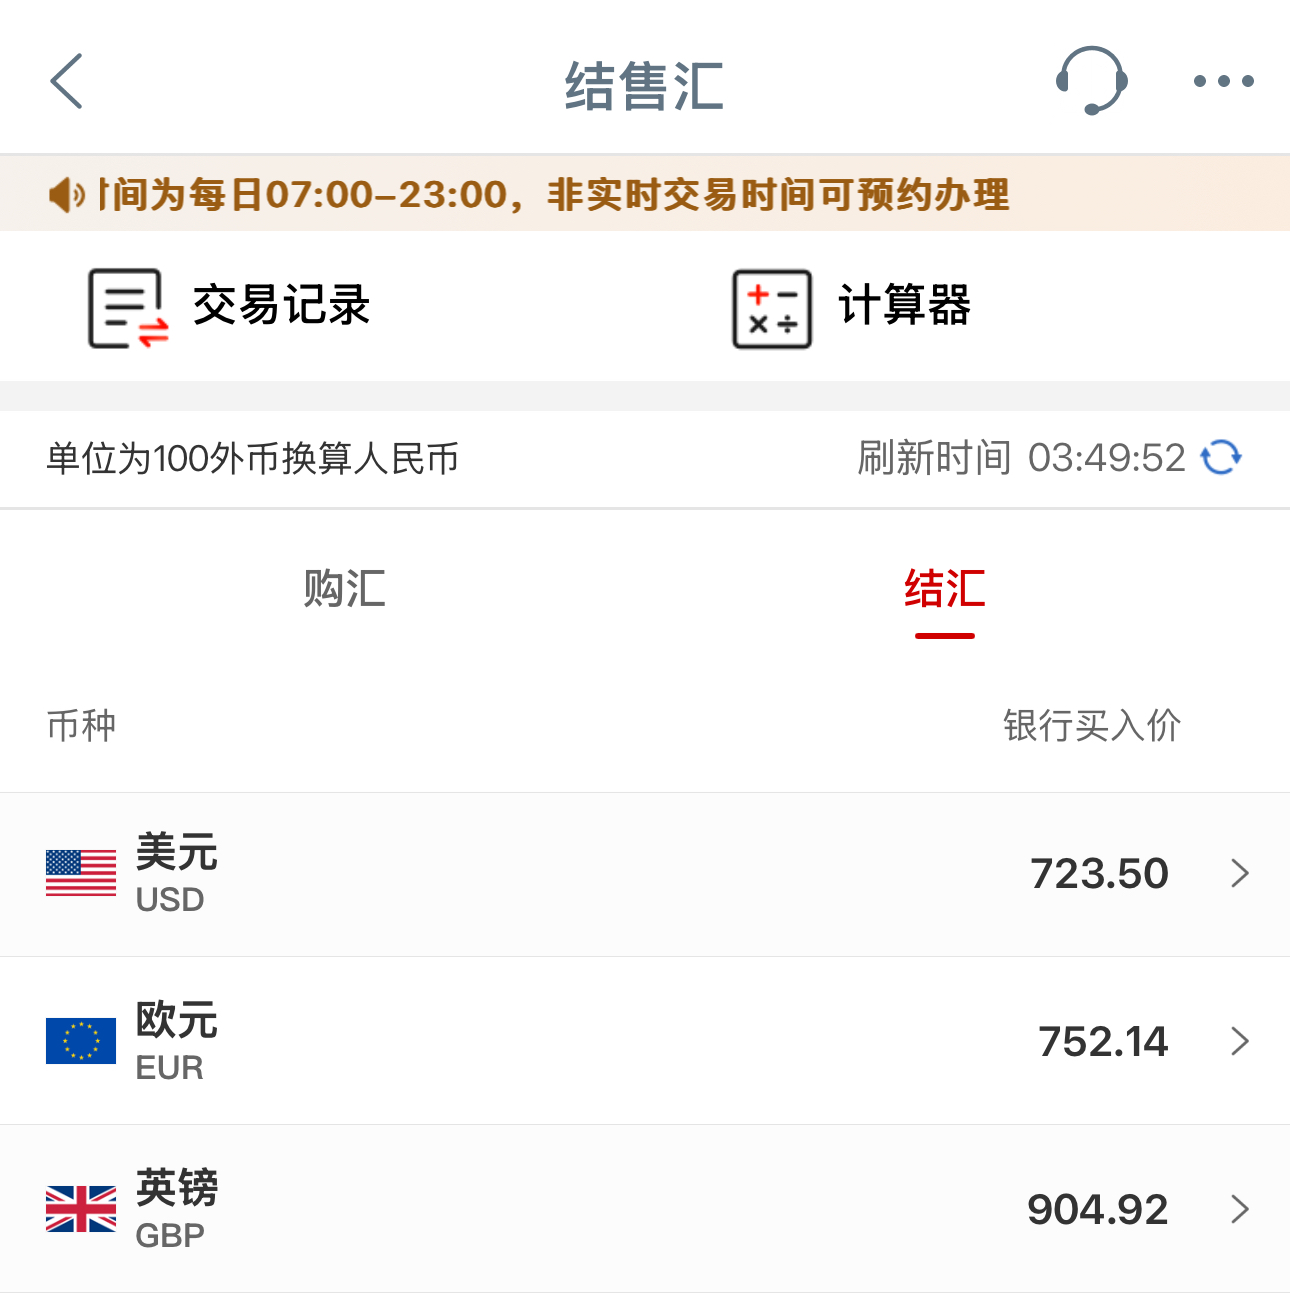 结售汇
间为每日07:00-23:00，非实时交易时间可预约办理
交易记录
计算器
单位为100外币换算人民币
刷新时间 03:49:52
购汇
结汇
币种
银行买入价
美元
USD
723.50
欧元
EUR
752.14
英镑
GBP
904.92